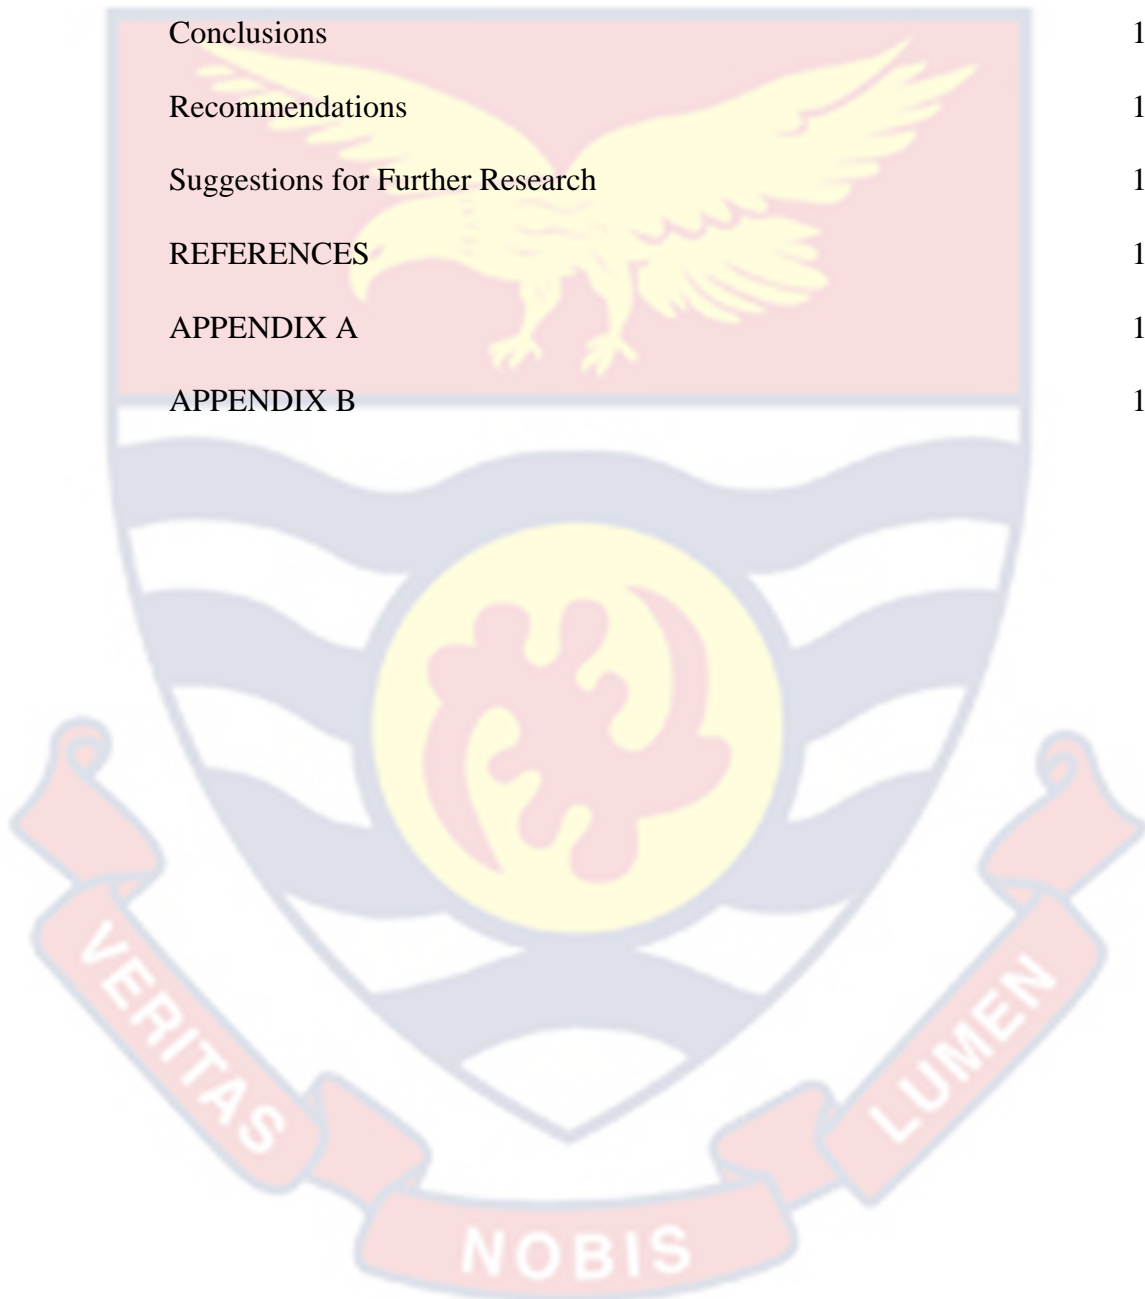 Conclusions 1
Recommendations 1
Suggestions for Further Research 1
REFERENCES 1
APPENDIX A 1
APPENDIX B 1
VERITAS
NOBIS
LUMEN